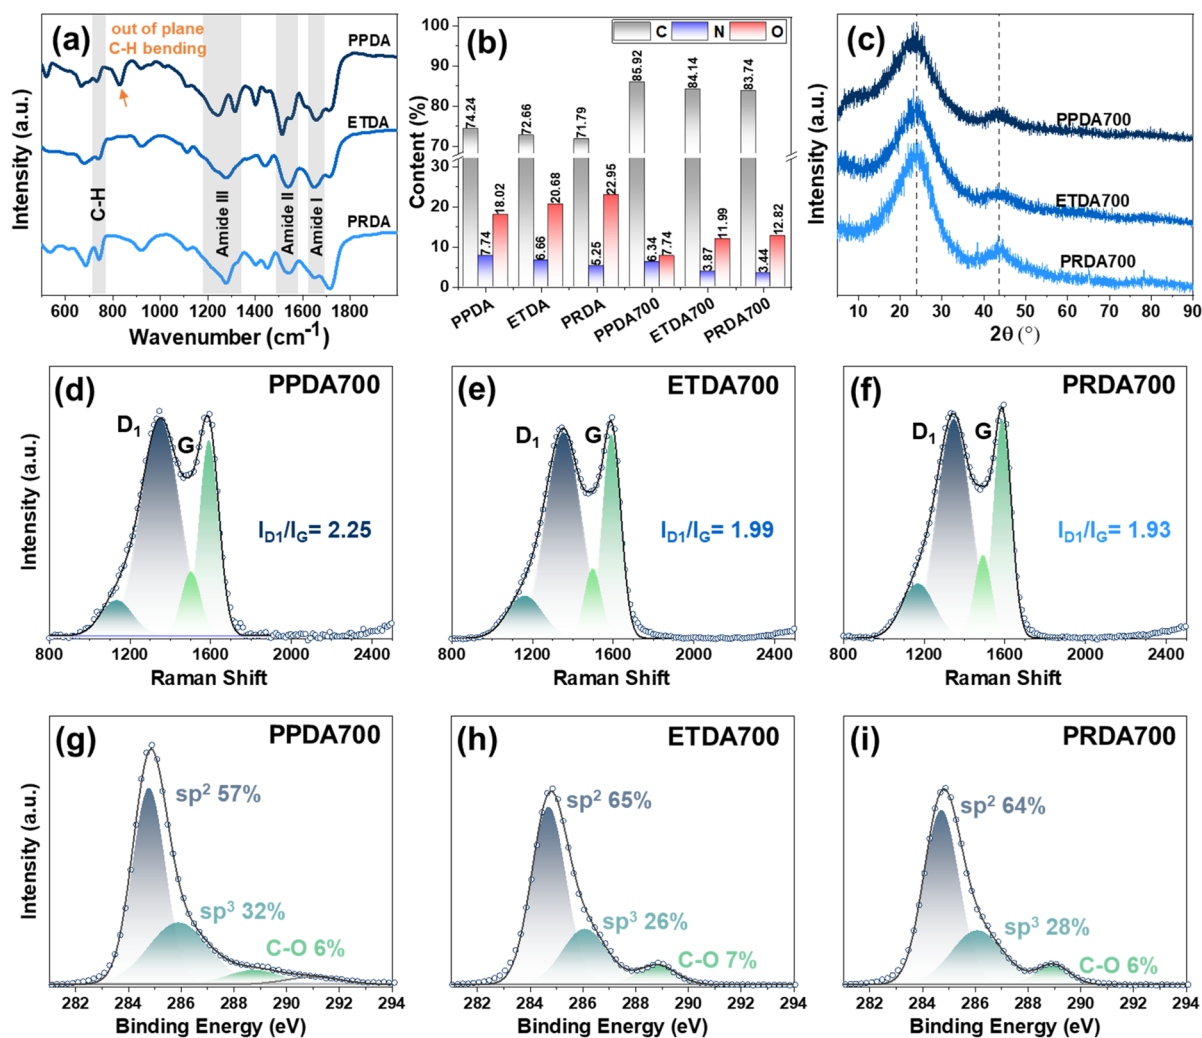 (a)
out of plane
C-H bending
PPDA
ETDA
PRDA
C-H
Amide III
Amide II
Amide I
Intensity (a.u.)
600 800 1000 1200 1400 1600 1800
Wavenumber (cm⁻¹)
(b)
C N O
Content (%)
100
90
80
70
30
20
10
0
74.24 7.74 18.02
72.66 6.66 20.68
71.79 5.25 22.95
85.92 6.34 7.74
84.14 3.87 11.99
83.74 3.44 12.82
PPDA ETDA PRDA PPDA700 ETDA700 PRDA700
(c)
PPDA700
ETDA700
PRDA700
Intensity (a.u.)
10 20 30 40 50 60 70 80 90
2θ (°)
(d) PPDA700
D₁
G
I_D1/I_G= 2.25
Intensity (a.u.)
800 1200 1600 2000 2400
Raman Shift
(e) ETDA700
D₁ G
I_D1/I_G= 1.99
800 1200 1600 2000 2400
Raman Shift
(f) PRDA700
D₁ G
I_D1/I_G= 1.93
800 1200 1600 2000 2400
Raman Shift
(g) PPDA700
sp² 57%
sp³ 32%
C-O 6%
Intensity (a.u.)
282 284 286 288 290 292 294
Binding Energy (eV)
(h) ETDA700
sp² 65%
sp³ 26%
C-O 7%
282 284 286 288 290 292 294
Binding Energy (eV)
(i) PRDA700
sp² 64%
sp³ 28%
C-O 6%
282 284 286 288 290 292 294
Binding Energy (eV)